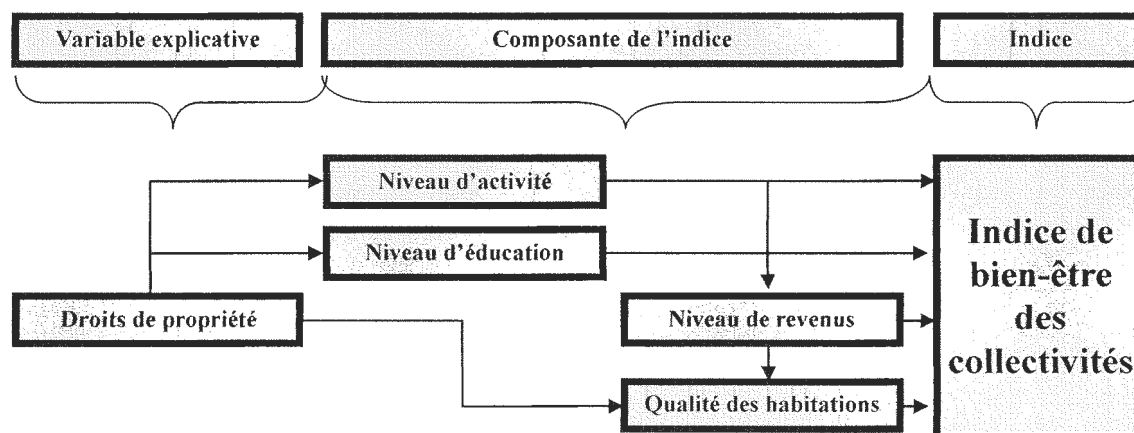 Variable explicative
Composante de l'indice
Indice
Niveau d'activité
Niveau d'éducation
Droits de propriété
Niveau de revenus
Qualité des habitations
Indice de
bien-être
des
collectivités